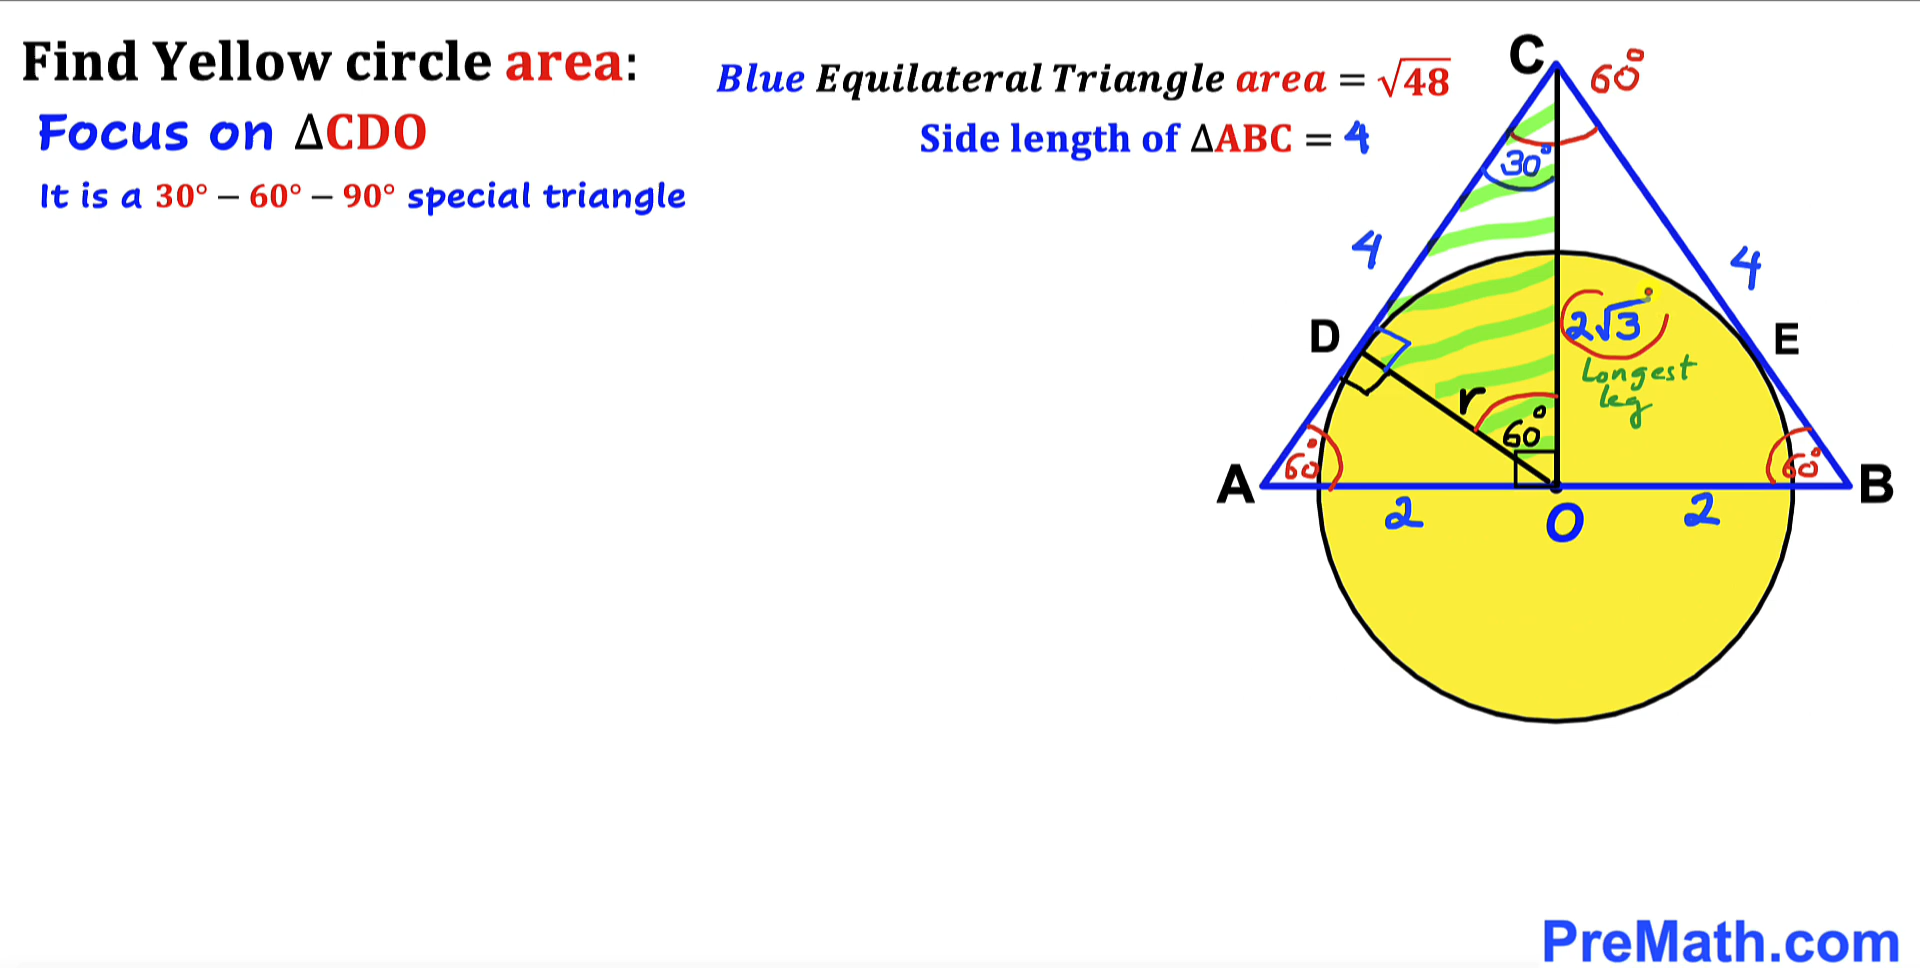 Find Yellow circle area:
Blue Equilateral Triangle area = √48
Focus on ΔCDO
Side length of ΔABC = 4
It is a 30° – 60° – 90° special triangle
C
60°
30°
4
4
2√3
D
E
Longest
leg
r
60°
60°
60°
A
B
2
2
O
PreMath.com